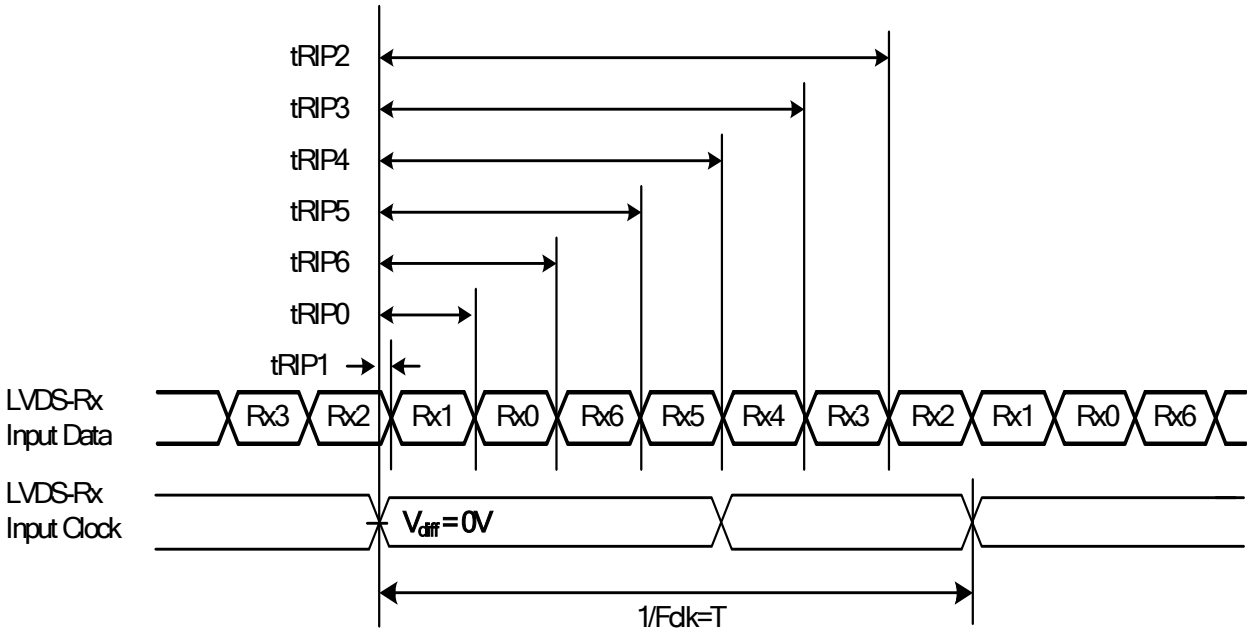 tRIP2
tRIP3
tRIP4
tRIP5
tRIP6
tRIP0
tRIP1
LVDS-Rx
Input Data
Rx3 Rx2 Rx1 Rx0 Rx6 Rx5 Rx4 Rx3 Rx2 Rx1 Rx0 Rx6
LVDS-Rx
Input Clock
Vdiff = 0V
1/Fclk=T